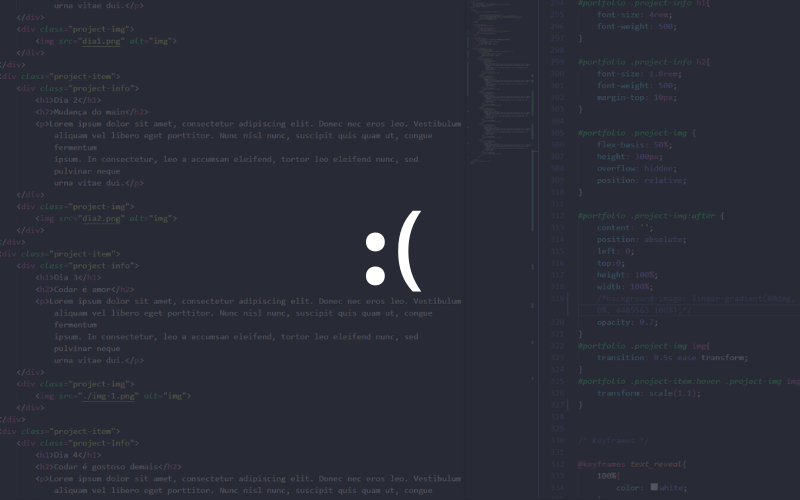 urna vitae dui.</p>
</div>
<div class="project-img">
<img src="dia1.png" alt="img">
</div>
</div>
<div class="project-item">
<div class="project-info">
<h1>Dia 2</h1>
<h2>Mudança do main</h2>
<p>Lorem ipsum dolor sit amet, consectetur adipiscing elit. Donec nec eros leo. Vestibulum
aliquam vel libero eget porttitor. Nunc nisl nunc, suscipit quis quam ut, congue
fermentum
ipsum. In consectetur, leo a accumsan eleifend, tortor leo eleifend nunc, sed
pulvinar neque
urna vitae dui.</p>
</div>
<div class="project-img">
<img src="dia2.png" alt="img">
</div>
</div>
<div class="project-item">
<div class="project-info">
<h1>Dia 3</h1>
<h2>Codar é amor</h2>
<p>Lorem ipsum dolor sit amet, consectetur adipiscing elit. Donec nec eros leo. Vestibulum
aliquam vel libero eget porttitor. Nunc nisl nunc, suscipit quis quam ut, congue
fermentum
ipsum. In consectetur, leo a accumsan eleifend, tortor leo eleifend nunc, sed
pulvinar neque
urna vitae dui.</p>
</div>
<div class="project-img">
<img src="./img-1.png" alt="img">
</div>
</div>
<div class="project-item">
<div class="project-info">
<h1>Dia 4</h1>
<h2>Codar é gostoso demais</h2>
<p>Lorem ipsum dolor sit amet, consectetur adipiscing elit. Donec nec eros leo. Vestibulum
aliquam vel libero eget porttitor. Nunc nisl nunc, suscipit quis quam ut, congue
:(
#portfolio .project-info h1{
font-size: 4rem;
font-weight: 500;
}
#portfolio .project-info h2{
font-size: 1.8rem;
font-weight: 500;
margin-top: 10px;
}
#portfolio .project-img {
flex-basis: 50%;
height: 300px;
overflow: hidden;
position: relative;
}
#portfolio .project-img:after {
content: '';
position: absolute;
left: 0;
top:0;
height: 100%;
width: 100%;
opacity: 0.7;
}
#portfolio .project-img img{
transition: 0.5s ease transform;
}
#portfolio .project-item:hover .project-img img
transform: scale(1.1);
}
/* Keyframes */
@keyframes text_reveal{
100%{
color: white;